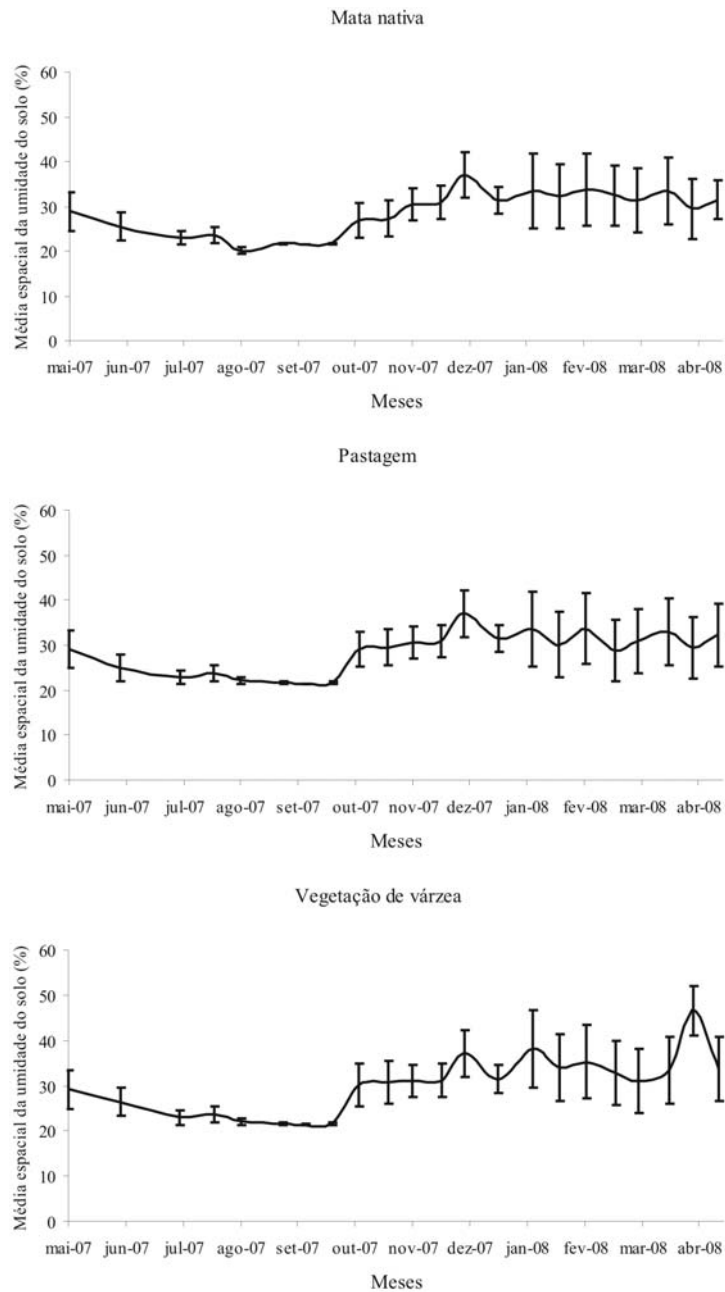 Mata nativa
Média espacial da umidade do solo (%)
60
50
40
30
20
10
0
mai-07 jun-07 jul-07 ago-07 set-07 out-07 nov-07 dez-07 jan-08 fev-08 mar-08 abr-08
Meses
Pastagem
Média espacial da umidade do solo (%)
60
50
40
30
20
10
0
mai-07 jun-07 jul-07 ago-07 set-07 out-07 nov-07 dez-07 jan-08 fev-08 mar-08 abr-08
Meses
Vegetação de várzea
Média espacial da umidade do solo (%)
60
50
40
30
20
10
0
mai-07 jun-07 jul-07 ago-07 set-07 out-07 nov-07 dez-07 jan-08 fev-08 mar-08 abr-08
Meses